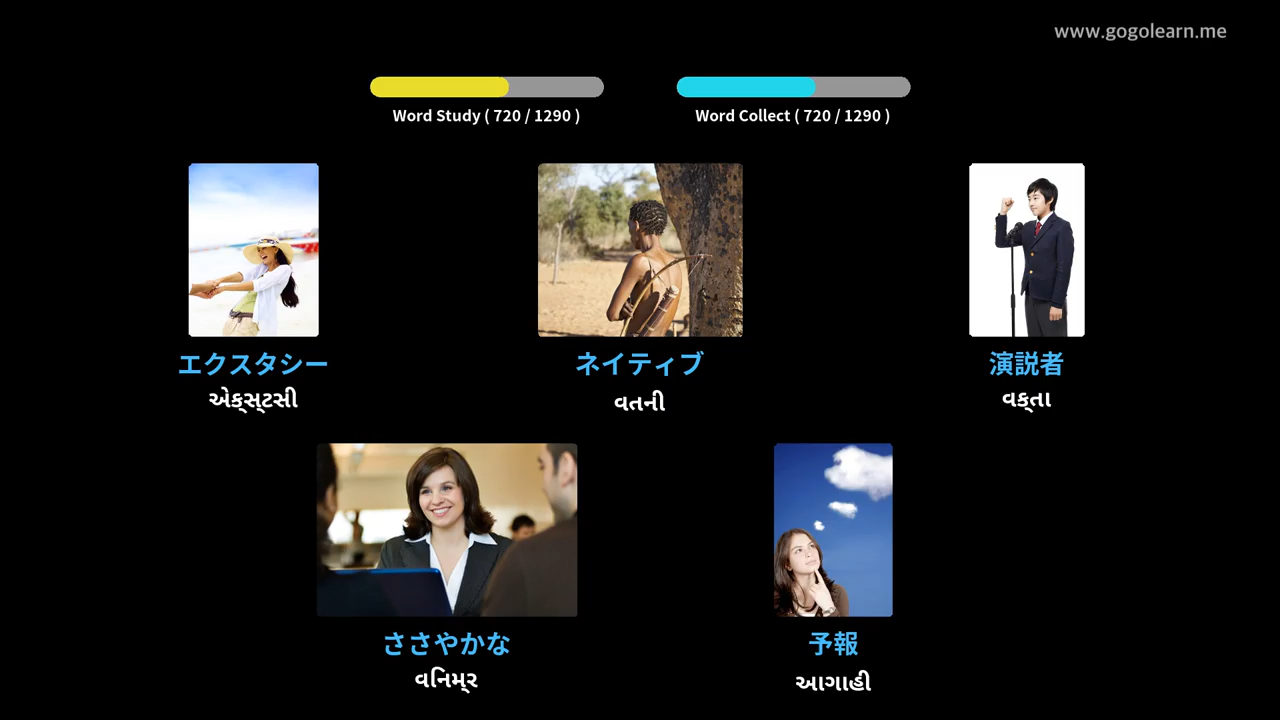 www.gogolearn.me
Word Study ( 720 / 1290 )
Word Collect ( 720 / 1290 )
エクスタシー
એક્સ્ટસી
ネイティブ
વતની
演説者
વક્તા
ささやかな
વનિમ્ર
予報
આગાહી